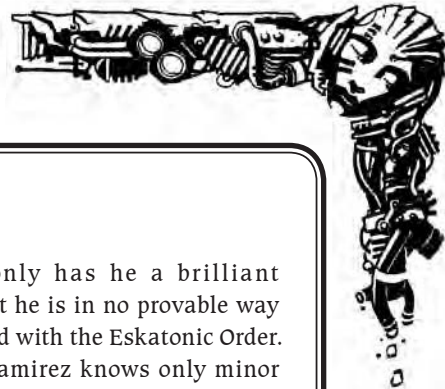 only has he a brilliant
t he is in no provable way
d with the Eskatonic Order.
amirez knows only minor